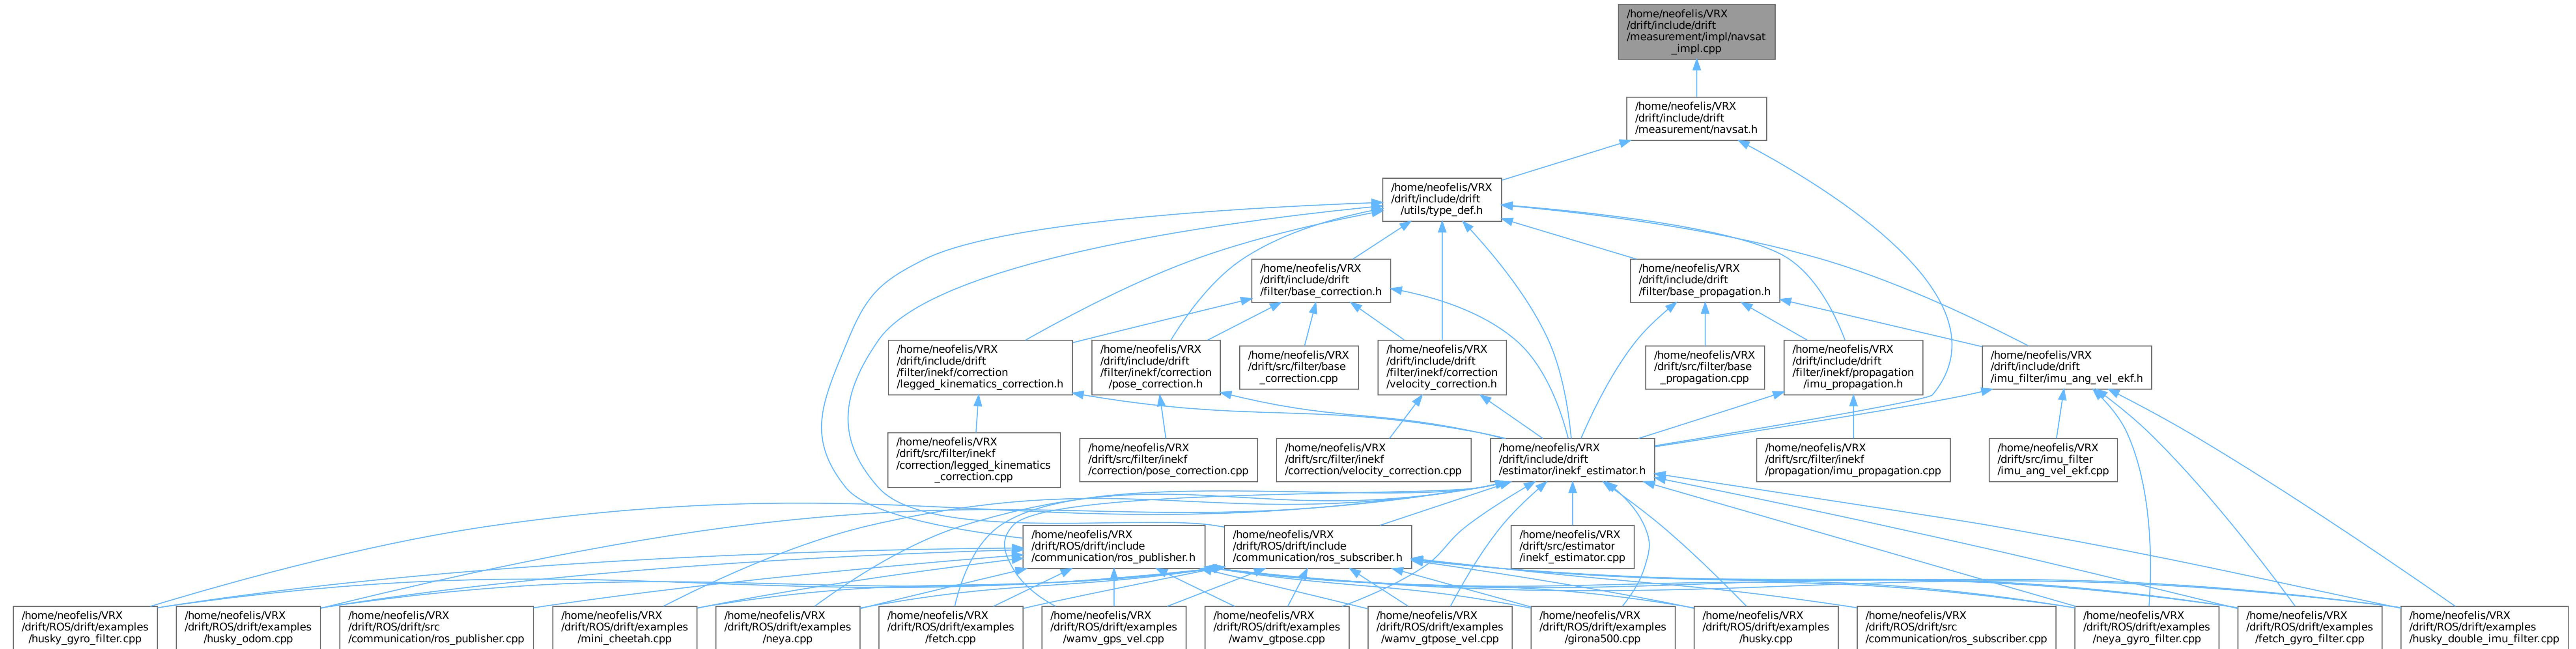 /home/neofelis/VRX
/drift/include/drift
/measurement/impl/navsat
_impl.cpp
/home/neofelis/VRX
/drift/include/drift
/measurement/navsat.h
/home/neofelis/VRX
/drift/include/drift
/utils/type_def.h
/home/neofelis/VRX
/drift/include/drift
/filter/base_correction.h
/home/neofelis/VRX
/drift/include/drift
/filter/base_propagation.h
/home/neofelis/VRX
/drift/include/drift
/filter/inekf/correction
/legged_kinematics_correction.h
/home/neofelis/VRX
/drift/include/drift
/filter/inekf/correction
/pose_correction.h
/home/neofelis/VRX
/drift/src/filter/base
_correction.cpp
/home/neofelis/VRX
/drift/include/drift
/filter/inekf/correction
/velocity_correction.h
/home/neofelis/VRX
/drift/src/filter/base
_propagation.cpp
/home/neofelis/VRX
/drift/include/drift
/filter/inekf/propagation
/imu_propagation.h
/home/neofelis/VRX
/drift/include/drift
/imu_filter/imu_ang_vel_ekf.h
/home/neofelis/VRX
/drift/src/filter/inekf
/correction/legged_kinematics
_correction.cpp
/home/neofelis/VRX
/drift/src/filter/inekf
/correction/pose_correction.cpp
/home/neofelis/VRX
/drift/src/filter/inekf
/correction/velocity_correction.cpp
/home/neofelis/VRX
/drift/include/drift
/estimator/inekf_estimator.h
/home/neofelis/VRX
/drift/src/filter/inekf
/propagation/imu_propagation.cpp
/home/neofelis/VRX
/drift/src/imu_filter
/imu_ang_vel_ekf.cpp
/home/neofelis/VRX
/drift/ROS/drift/include
/communication/ros_publisher.h
/home/neofelis/VRX
/drift/ROS/drift/include
/communication/ros_subscriber.h
/home/neofelis/VRX
/drift/src/estimator
/inekf_estimator.cpp
/home/neofelis/VRX
/drift/ROS/drift/examples
/husky_gyro_filter.cpp
/home/neofelis/VRX
/drift/ROS/drift/examples
/husky_odom.cpp
/home/neofelis/VRX
/drift/ROS/drift/src
/communication/ros_publisher.cpp
/home/neofelis/VRX
/drift/ROS/drift/examples
/mini_cheetah.cpp
/home/neofelis/VRX
/drift/ROS/drift/examples
/neya.cpp
/home/neofelis/VRX
/drift/ROS/drift/examples
/fetch.cpp
/home/neofelis/VRX
/drift/ROS/drift/examples
/wamv_gps_vel.cpp
/home/neofelis/VRX
/drift/ROS/drift/examples
/wamv_gtpose.cpp
/home/neofelis/VRX
/drift/ROS/drift/examples
/wamv_gtpose_vel.cpp
/home/neofelis/VRX
/drift/ROS/drift/examples
/girona500.cpp
/home/neofelis/VRX
/drift/ROS/drift/examples
/husky.cpp
/home/neofelis/VRX
/drift/ROS/drift/src
/communication/ros_subscriber.cpp
/home/neofelis/VRX
/drift/ROS/drift/examples
/neya_gyro_filter.cpp
/home/neofelis/VRX
/drift/ROS/drift/examples
/fetch_gyro_filter.cpp
/home/neofelis/VRX
/drift/ROS/drift/examples
/husky_double_imu_filter.cpp